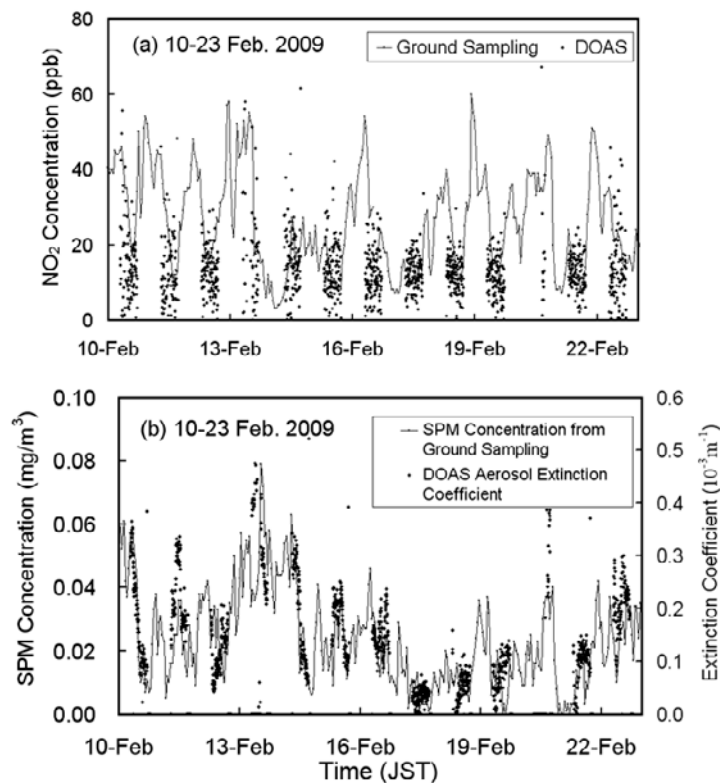 (a) 10-23 Feb. 2009
Ground Sampling DOAS
NO₂ Concentration (ppb)
80
60
40
20
0
10-Feb 13-Feb 16-Feb 19-Feb 22-Feb
(b) 10-23 Feb. 2009
SPM Concentration from
Ground Sampling
DOAS Aerosol Extinction
Coefficient
SPM Concentration (mg/m³)
0.10
0.08
0.06
0.04
0.02
0.00
Extinction Coefficient (10⁻³m⁻¹)
0.6
0.5
0.4
0.3
0.2
0.1
0.0
10-Feb 13-Feb 16-Feb 19-Feb 22-Feb
Time (JST)